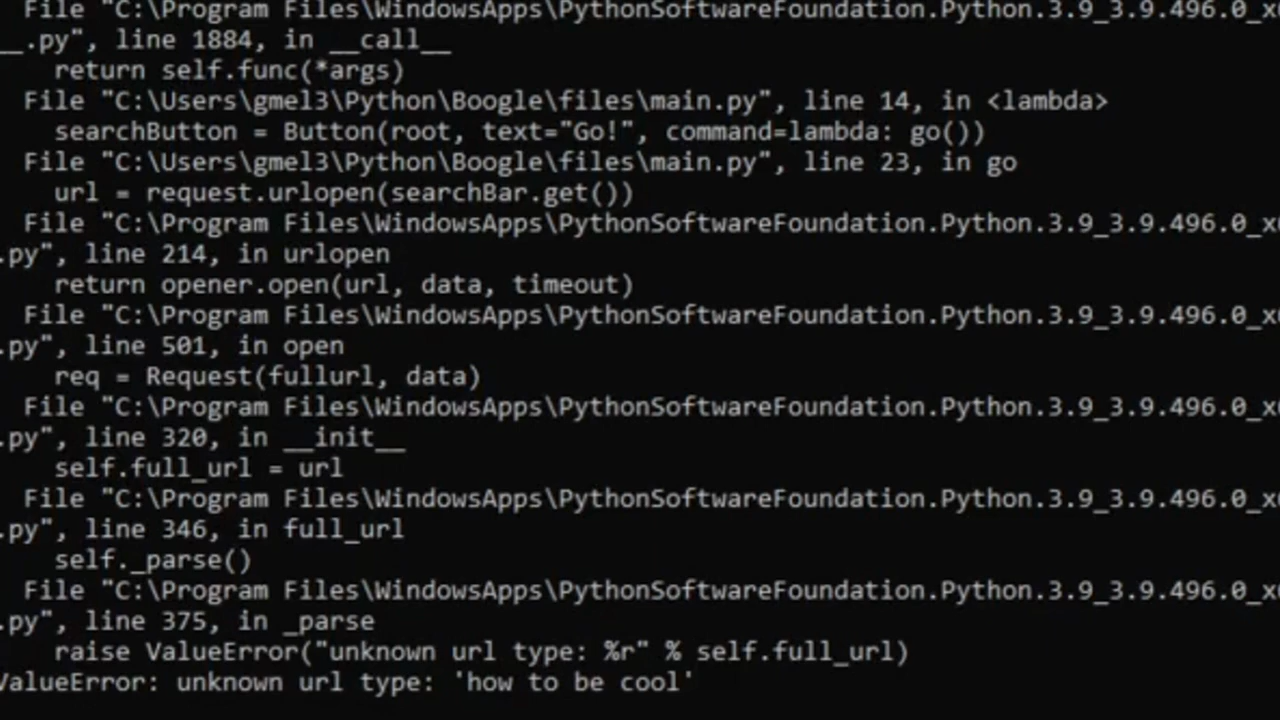 File "C:\Program Files\WindowsApps\PythonSoftwareFoundation.Python.3.9_3.9.496.0_x
__.py", line 1884, in __call__
return self.func(*args)
File "C:\Users\gmel3\Python\Boogle\files\main.py", line 14, in <lambda>
searchButton = Button(root, text="Go!", command=lambda: go())
File "C:\Users\gmel3\Python\Boogle\files\main.py", line 23, in go
url = request.urlopen(searchBar.get())
File "C:\Program Files\WindowsApps\PythonSoftwareFoundation.Python.3.9_3.9.496.0_x
.py", line 214, in urlopen
return opener.open(url, data, timeout)
File "C:\Program Files\WindowsApps\PythonSoftwareFoundation.Python.3.9_3.9.496.0_x
.py", line 501, in open
req = Request(fullurl, data)
File "C:\Program Files\WindowsApps\PythonSoftwareFoundation.Python.3.9_3.9.496.0_x
.py", line 320, in __init__
self.full_url = url
File "C:\Program Files\WindowsApps\PythonSoftwareFoundation.Python.3.9_3.9.496.0_x
.py", line 346, in full_url
self._parse()
File "C:\Program Files\WindowsApps\PythonSoftwareFoundation.Python.3.9_3.9.496.0_x
.py", line 375, in _parse
raise ValueError("unknown url type: %r" % self.full_url)
ValueError: unknown url type: 'how to be cool'